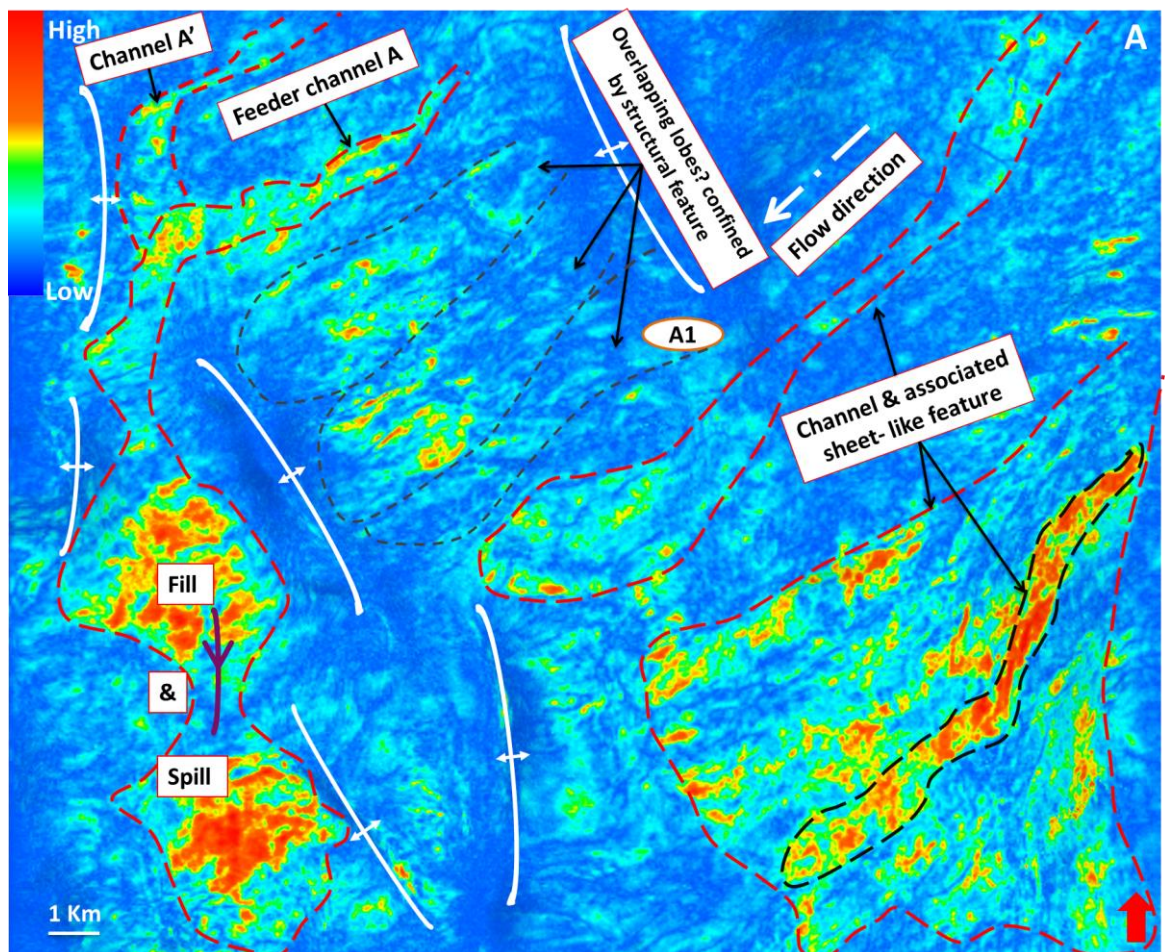 High
Channel A’
Feeder channel A
Overlapping lobes? confined
by structural feature
A
Flow direction
Low
A1
Channel & associated
sheet- like feature
Fill
&
Spill
1 Km